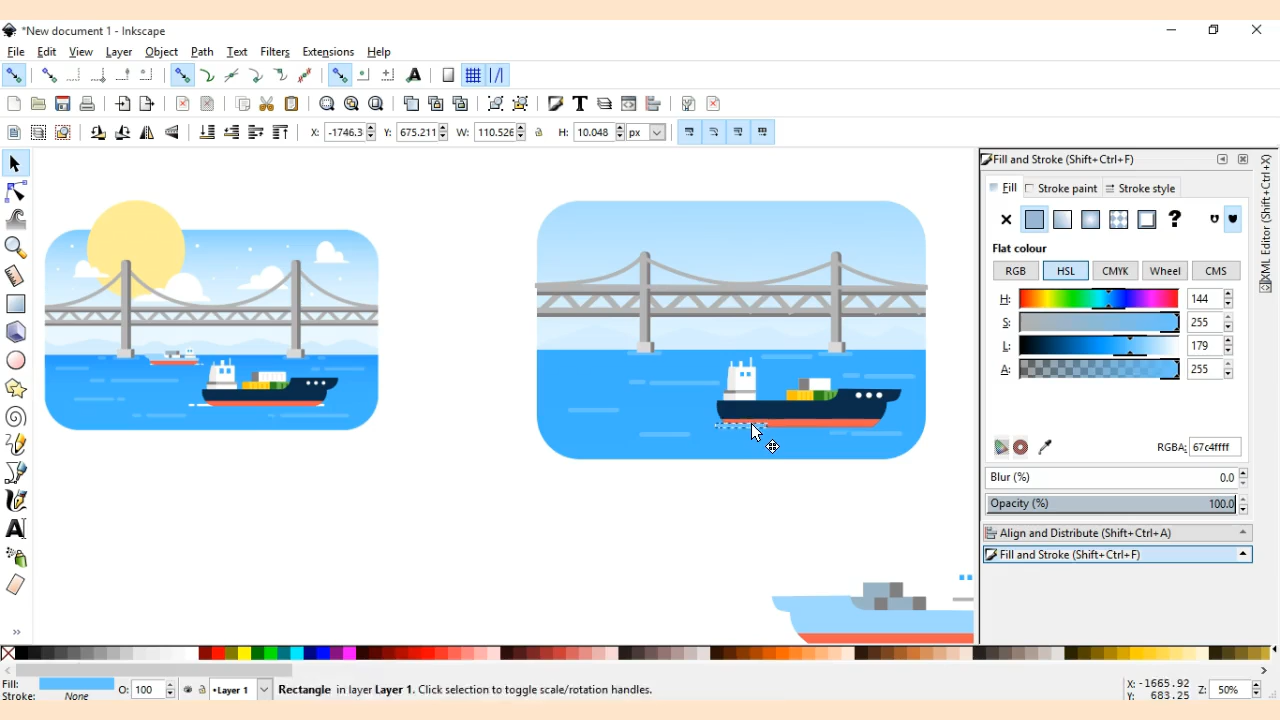 *New document 1 - Inkscape
File Edit View Layer Object Path Text Filters Extensions Help
X: -1746.3 Y: 675.211 W: 110.526 H: 10.048 px
Fill and Stroke (Shift+Ctrl+F)
Fill Stroke paint Stroke style
Flat colour
RGB HSL CMYK Wheel CMS
H: 144
S: 255
L: 179
A: 255
RGBA: 67c4ffff
Blur (%) 0.0
Opacity (%) 100.0
Align and Distribute (Shift+Ctrl+A)
Fill and Stroke (Shift+Ctrl+F)
XML Editor (Shift+Ctrl+X)
Fill:
Stroke: None
O: 100
•Layer 1
Rectangle in layer Layer 1. Click selection to toggle scale/rotation handles.
X: -1665.92
Y: 683.25
Z: 50%